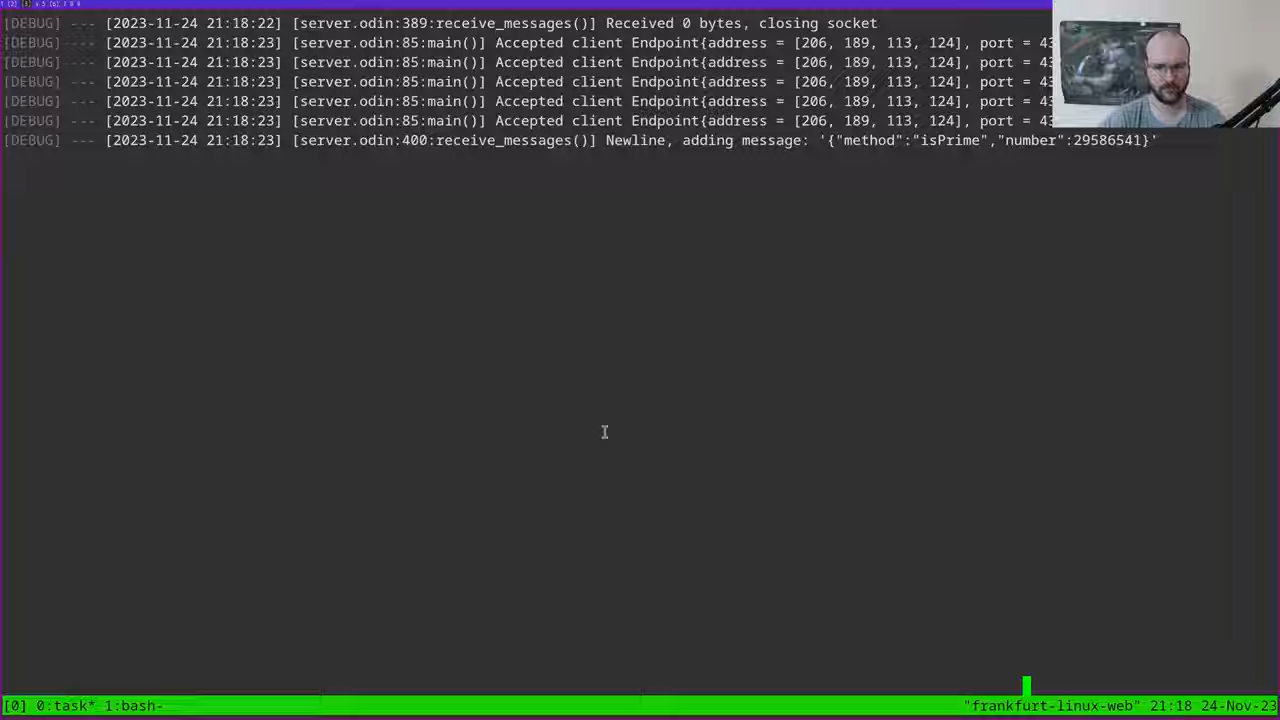 [DEBUG] --- [2023-11-24 21:18:22] [server.odin:389:receive_messages()] Received 0 bytes, closing socket
[DEBUG] --- [2023-11-24 21:18:23] [server.odin:85:main()] Accepted client Endpoint{address = [206, 189, 113, 124], port = 43
[DEBUG] --- [2023-11-24 21:18:23] [server.odin:85:main()] Accepted client Endpoint{address = [206, 189, 113, 124], port = 43
[DEBUG] --- [2023-11-24 21:18:23] [server.odin:85:main()] Accepted client Endpoint{address = [206, 189, 113, 124], port = 43
[DEBUG] --- [2023-11-24 21:18:23] [server.odin:85:main()] Accepted client Endpoint{address = [206, 189, 113, 124], port = 43
[DEBUG] --- [2023-11-24 21:18:23] [server.odin:85:main()] Accepted client Endpoint{address = [206, 189, 113, 124], port = 43
[DEBUG] --- [2023-11-24 21:18:23] [server.odin:400:receive_messages()] Newline, adding message: '{"method":"isPrime","number":29586541}'
[0] 0:task* 1:bash- "frankfurt-linux-web" 21:18 24-Nov-23